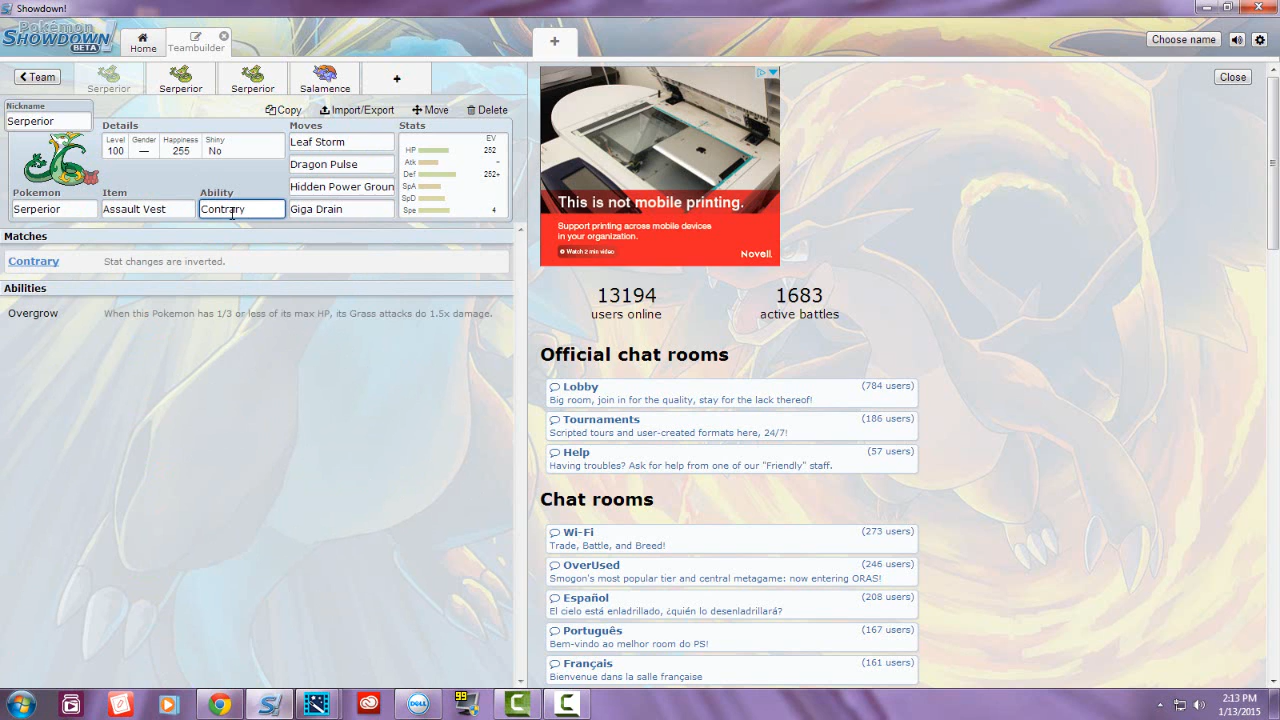 Showdown!
Pokémon
SHOWDOWN
BETA
Home
Teambuilder
+
Choose name
Team
Serperior
Serperior
Serperior
Salamence
+
Close
Copy
Import/Export
Move
Delete
Nickname
Serperior
Details
Level
Gender
Happiness
Shiny
100
—
255
No
Pokemon
Serperior
Item
Assault Vest
Ability
Contrary
Moves
Leaf Storm
Dragon Pulse
Hidden Power Groun
Giga Drain
Stats
EV
HP 252
Atk -
Def 252+
SpA
SpD
Spe 4
Matches
Contrary Stat changes are inverted.
Abilities
Overgrow When this Pokemon has 1/3 or less of its max HP, its Grass attacks do 1.5x damage.
This is not mobile printing.
Support printing across mobile devices
in your organization.
Watch 2 min video
Novell.
13194
users online
1683
active battles
Official chat rooms
Lobby (784 users)
Big room, join in for the quality, stay for the lack thereof!
Tournaments (186 users)
Scripted tours and user-created formats here, 24/7!
Help (57 users)
Having troubles? Ask for help from one of our "Friendly" staff.
Chat rooms
Wi-Fi (273 users)
Trade, Battle, and Breed!
OverUsed (246 users)
Smogon's most popular tier and central metagame: now entering ORAS!
Español (208 users)
El cielo está enladrillado, ¿quién lo desenladrillará?
Português (167 users)
Bem-vindo ao melhor room do PS!
Français (161 users)
Bienvenue dans la salle française
DELL
99
2:13 PM
1/13/2015